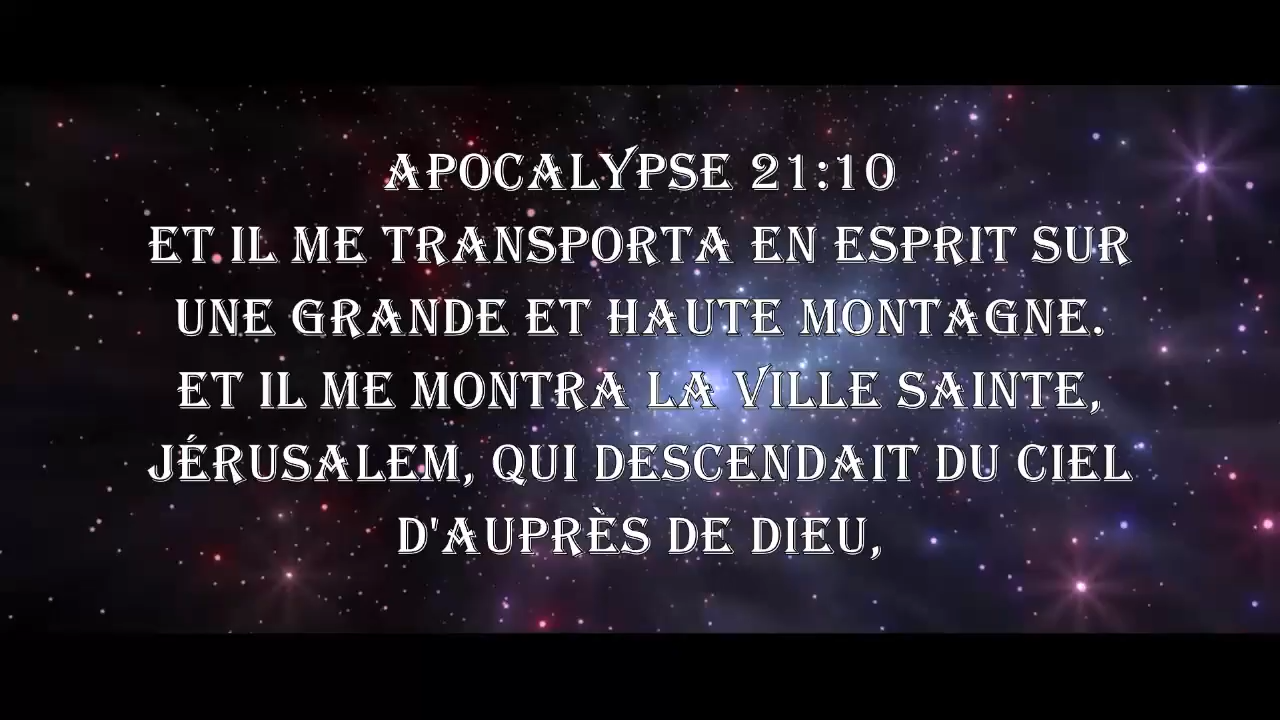 APOCALYPSE 21:10
ET IL ME TRANSPORTA EN ESPRIT SUR
UNE GRANDE ET HAUTE MONTAGNE.
ET IL ME MONTRA LA VILLE SAINTE,
JÉRUSALEM, QUI DESCENDAIT DU CIEL
D'AUPRÈS DE DIEU,